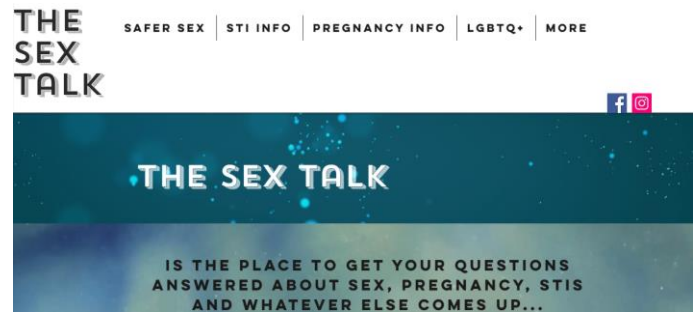 THE
SEX
TALK
SAFER SEX STI INFO PREGNANCY INFO LGBTQ+ MORE
THE SEX TALK
IS THE PLACE TO GET YOUR QUESTIONS
ANSWERED ABOUT SEX, PREGNANCY, STIS
AND WHATEVER ELSE COMES UP...